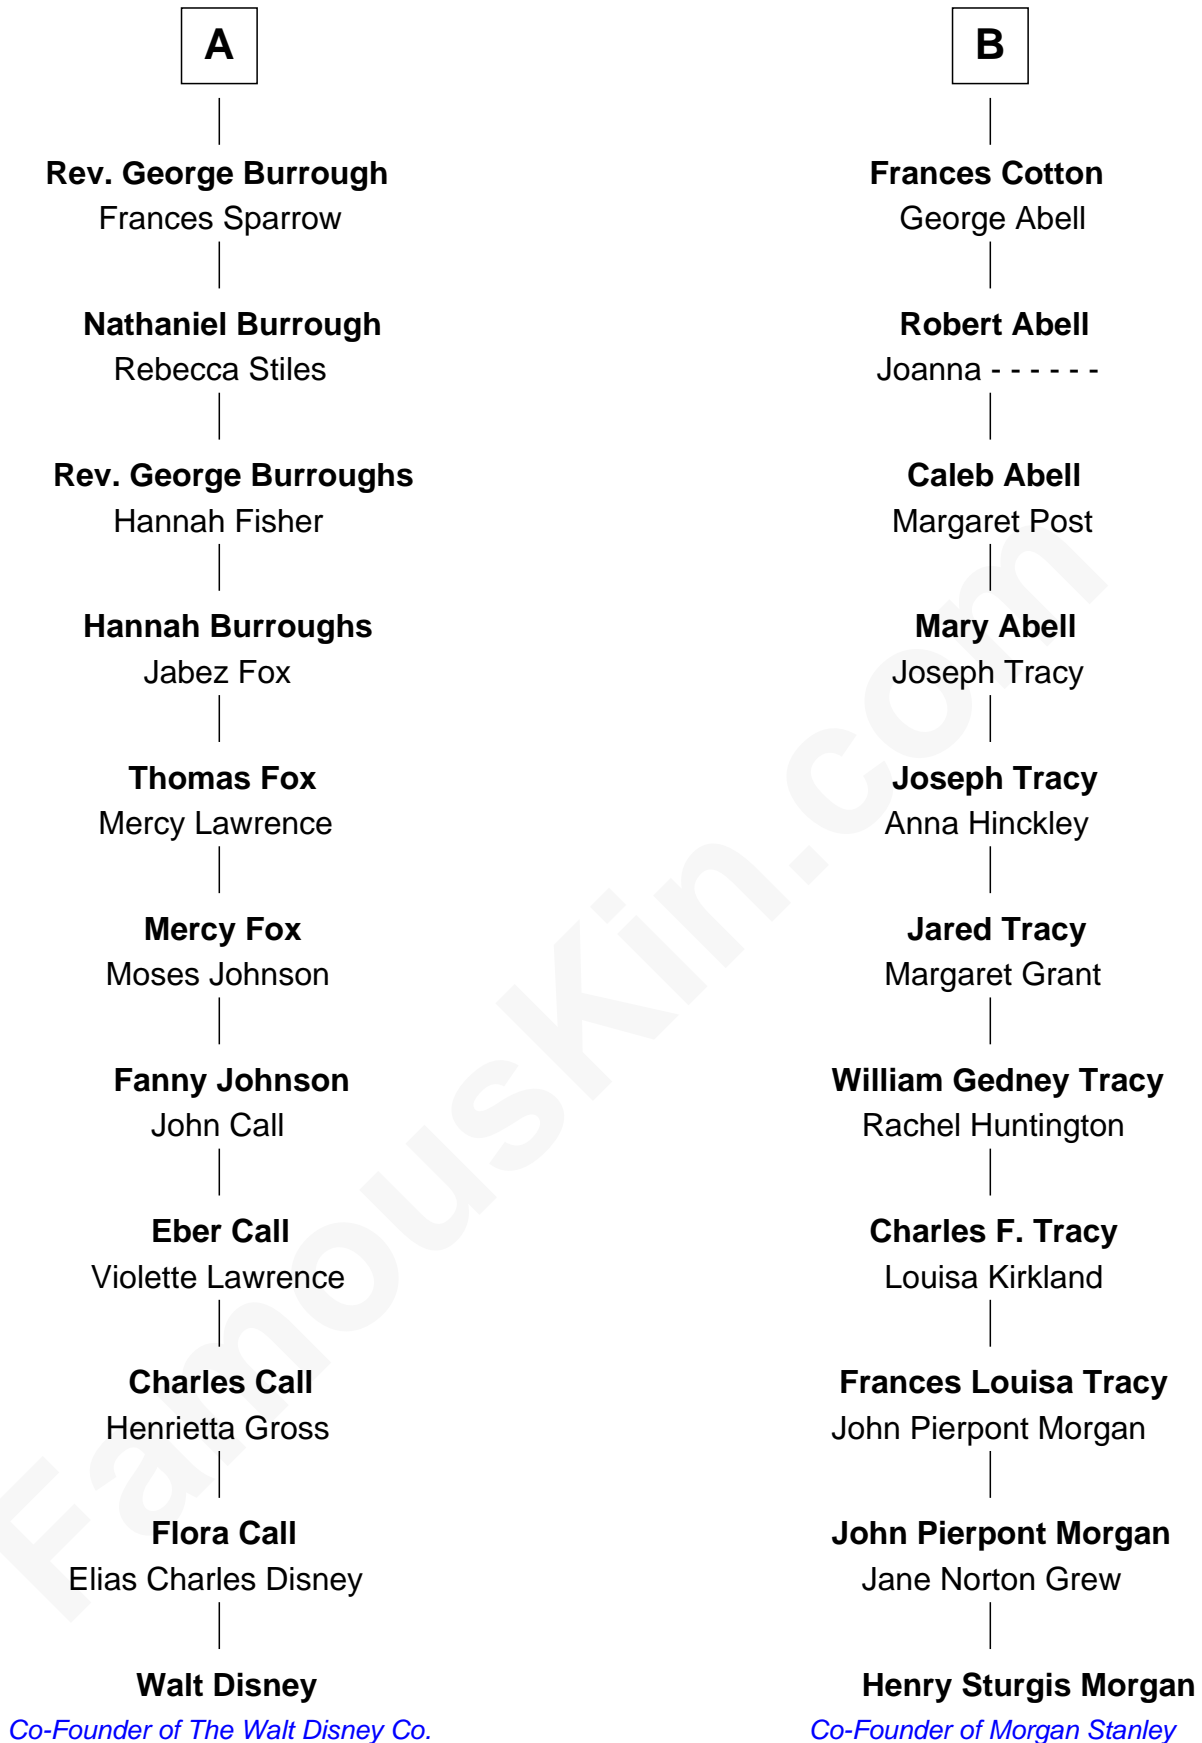 A
Rev. George Burrough
Frances Sparrow
Nathaniel Burrough
Rebecca Stiles
Rev. George Burroughs
Hannah Fisher
Hannah Burroughs
Jabez Fox
Thomas Fox
Mercy Lawrence
Mercy Fox
Moses Johnson
Fanny Johnson
John Call
Eber Call
Violette Lawrence
Charles Call
Henrietta Gross
Flora Call
Elias Charles Disney
Walt Disney
Co-Founder of The Walt Disney Co.
B
Frances Cotton
George Abell
Robert Abell
Joanna - - - - - -
Caleb Abell
Margaret Post
Mary Abell
Joseph Tracy
Joseph Tracy
Anna Hinckley
Jared Tracy
Margaret Grant
William Gedney Tracy
Rachel Huntington
Charles F. Tracy
Louisa Kirkland
Frances Louisa Tracy
John Pierpont Morgan
John Pierpont Morgan
Jane Norton Grew
Henry Sturgis Morgan
Co-Founder of Morgan Stanley
FamousKin.com